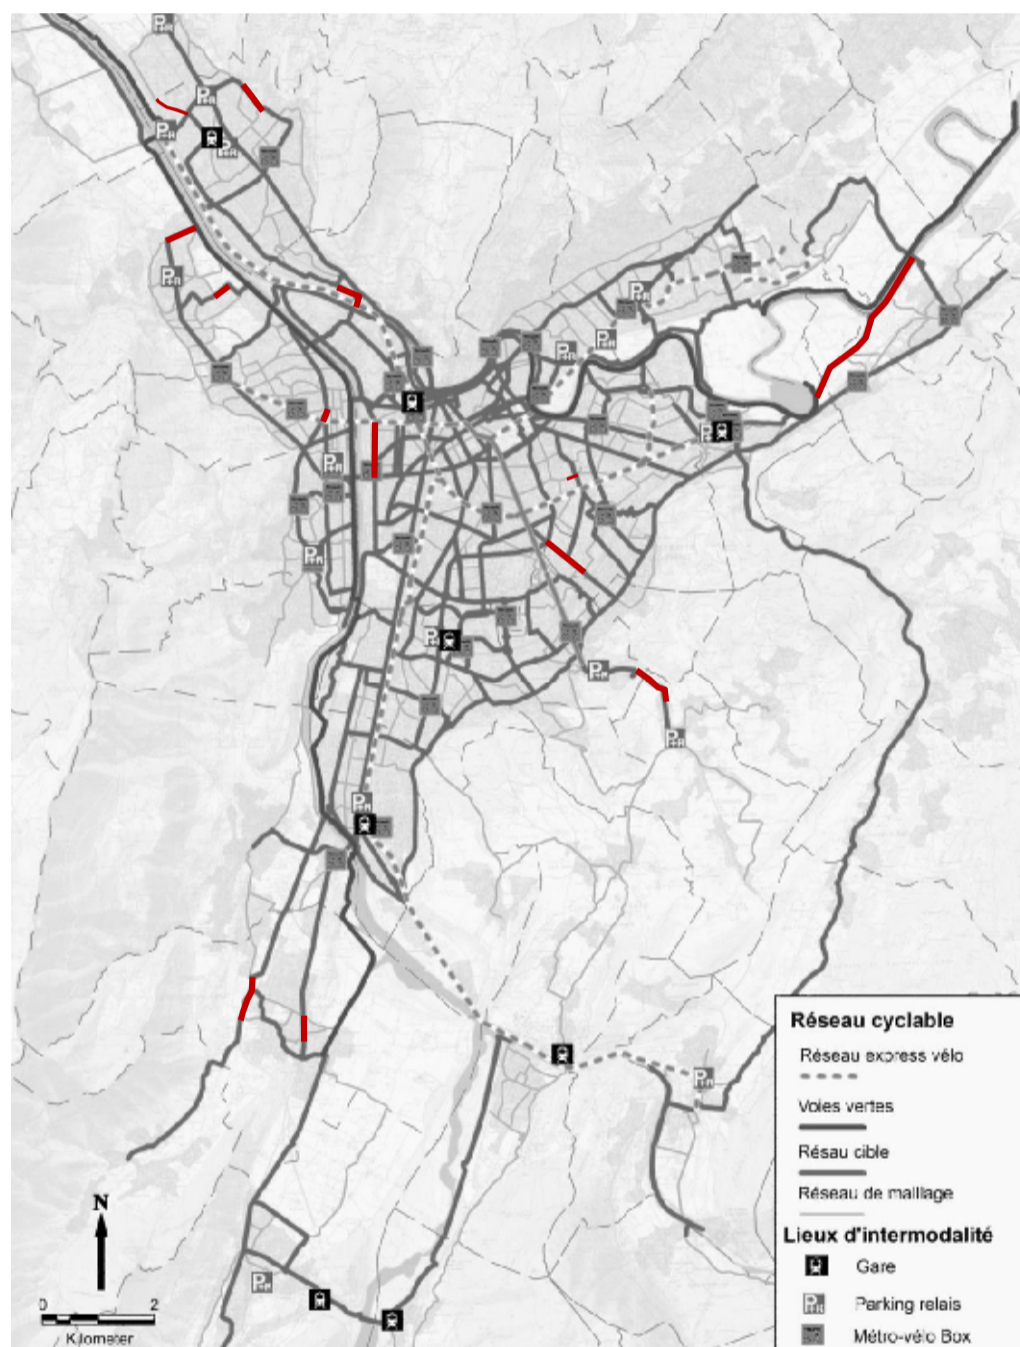 N
0 2
Kilometer
Réseau cyclable
Réseau express vélo
Voies vertes
Résau cible
Réseau de maillage
Lieux d'intermodalité
Gare
Parking relais
Métro-vélo Box